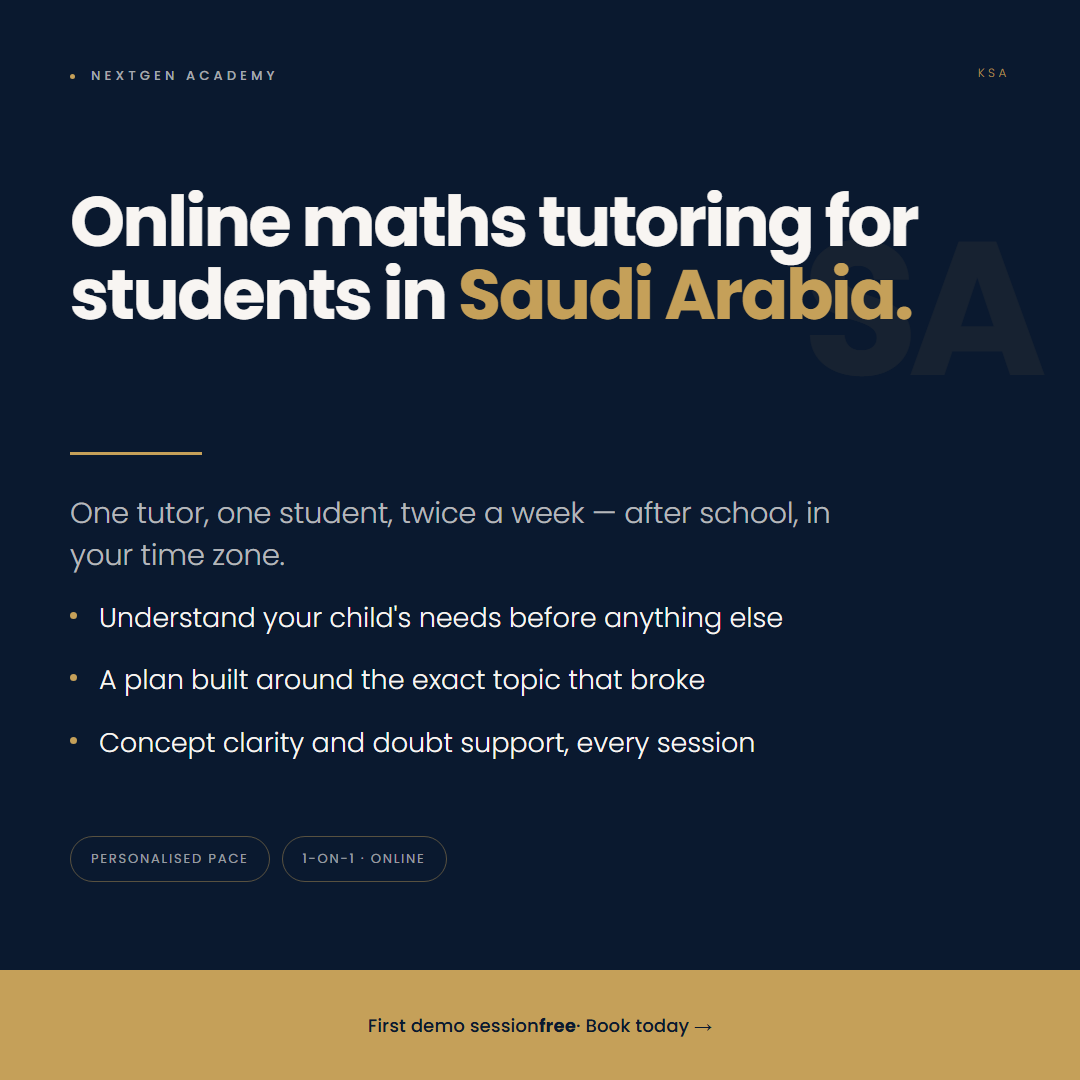 NEXTGEN ACADEMY
KSA
Online maths tutoring for
students in Saudi Arabia.
SA
One tutor, one student, twice a week — after school, in
your time zone.
Understand your child's needs before anything else
A plan built around the exact topic that broke
Concept clarity and doubt support, every session
PERSONALISED PACE
1-ON-1 · ONLINE
First demo sessionfree· Book today →